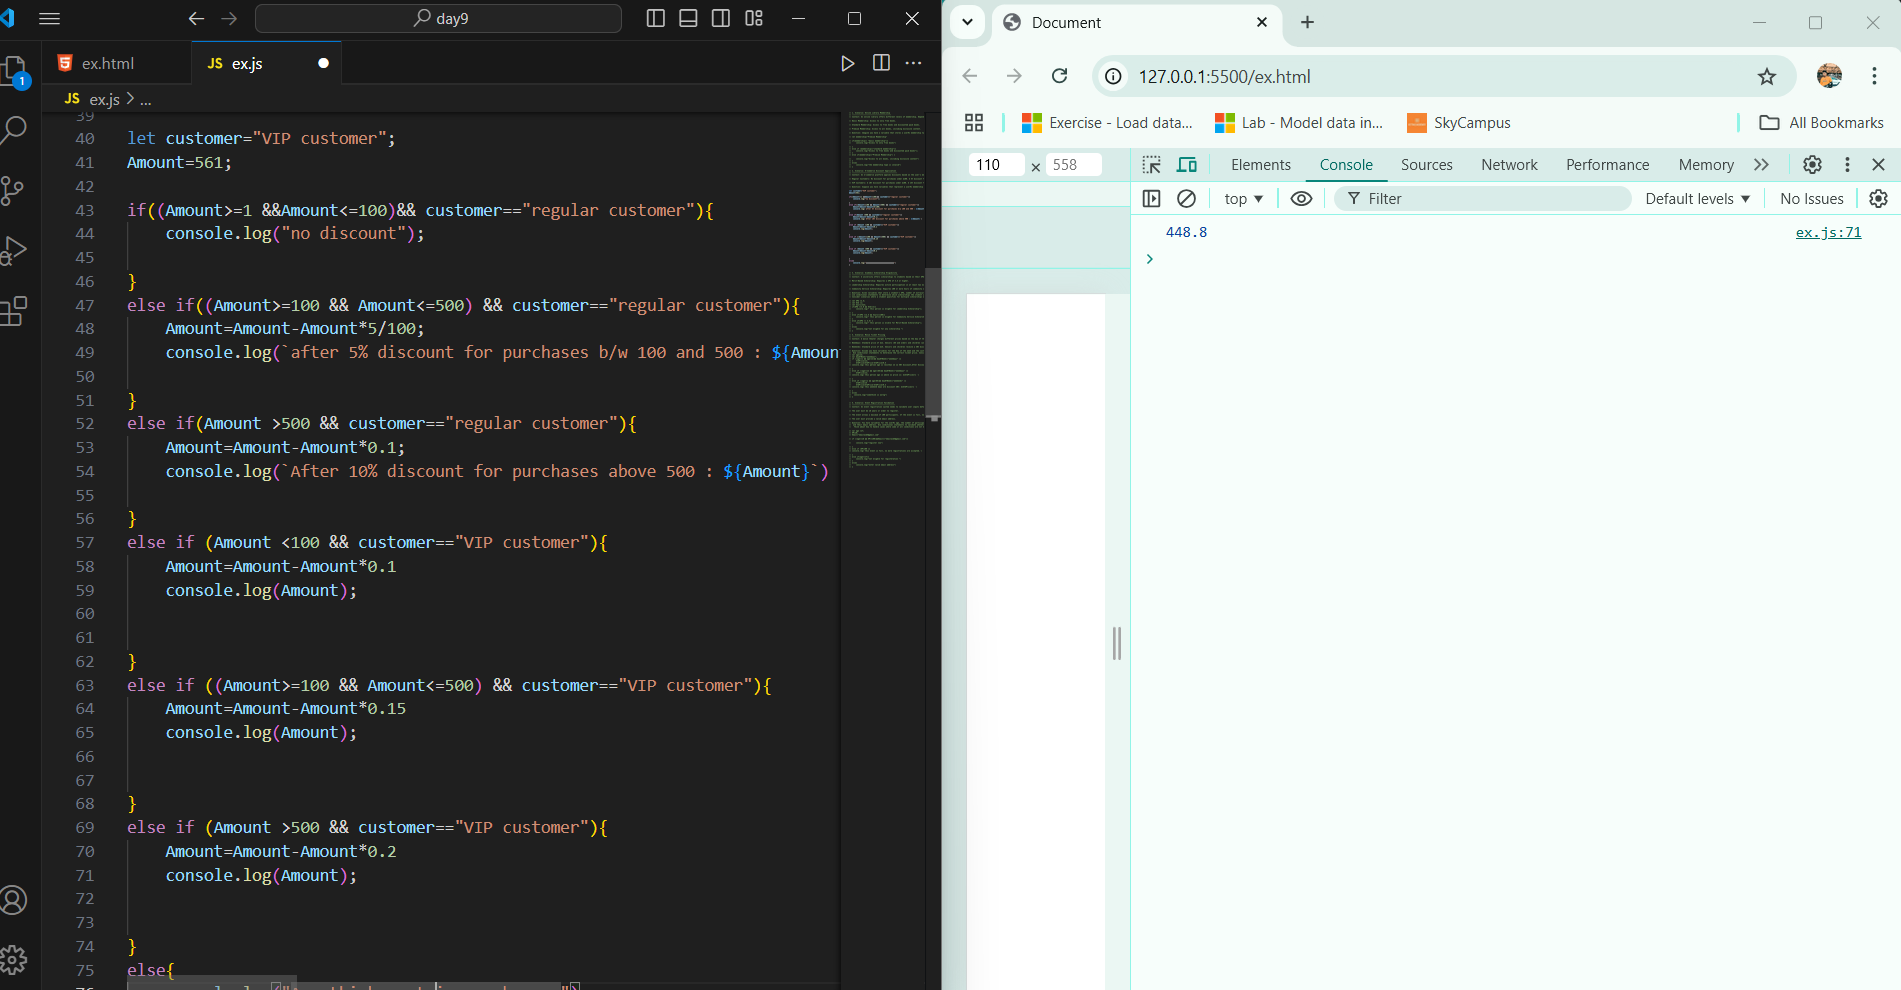 day9
ex.html
JS ex.js
1
JS ex.js > ...
39
40 let customer="VIP customer";
41 Amount=561;
42
43 if((Amount>=1 &&Amount<=100)&& customer=="regular customer"){
44 console.log("no discount");
45
46 }
47 else if((Amount>=100 && Amount<=500) && customer=="regular customer"){
48 Amount=Amount-Amount*5/100;
49 console.log(`after 5% discount for purchases b/w 100 and 500 : ${Amoun
50
51 }
52 else if(Amount >500 && customer=="regular customer"){
53 Amount=Amount-Amount*0.1;
54 console.log(`After 10% discount for purchases above 500 : ${Amount}`)
55
56 }
57 else if (Amount <100 && customer=="VIP customer"){
58 Amount=Amount-Amount*0.1
59 console.log(Amount);
60
61
62 }
63 else if ((Amount>=100 && Amount<=500) && customer=="VIP customer"){
64 Amount=Amount-Amount*0.15
65 console.log(Amount);
66
67
68 }
69 else if (Amount >500 && customer=="VIP customer"){
70 Amount=Amount-Amount*0.2
71 console.log(Amount);
72
73
74 }
75 else{
Document
127.0.0.1:5500/ex.html
Exercise - Load data...
Lab - Model data in...
SkyCampus
All Bookmarks
110 × 558
Elements
Console
Sources
Network
Performance
Memory
top
Filter
Default levels
No Issues
448.8
ex.js:71